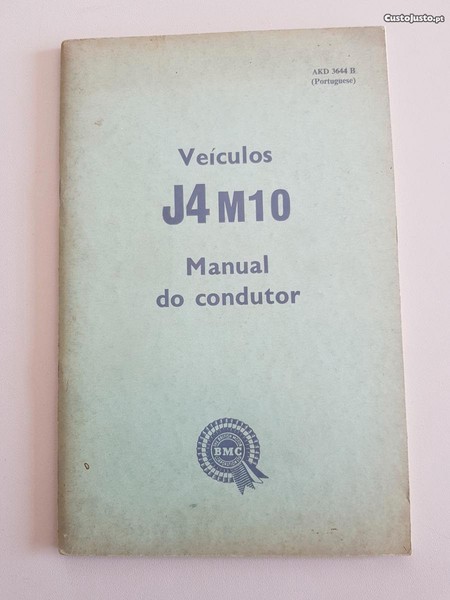 CustoJusto.pt
AKD 3644 B
(Portuguese)
Veículos
J4 M10
Manual
do condutor
BMC